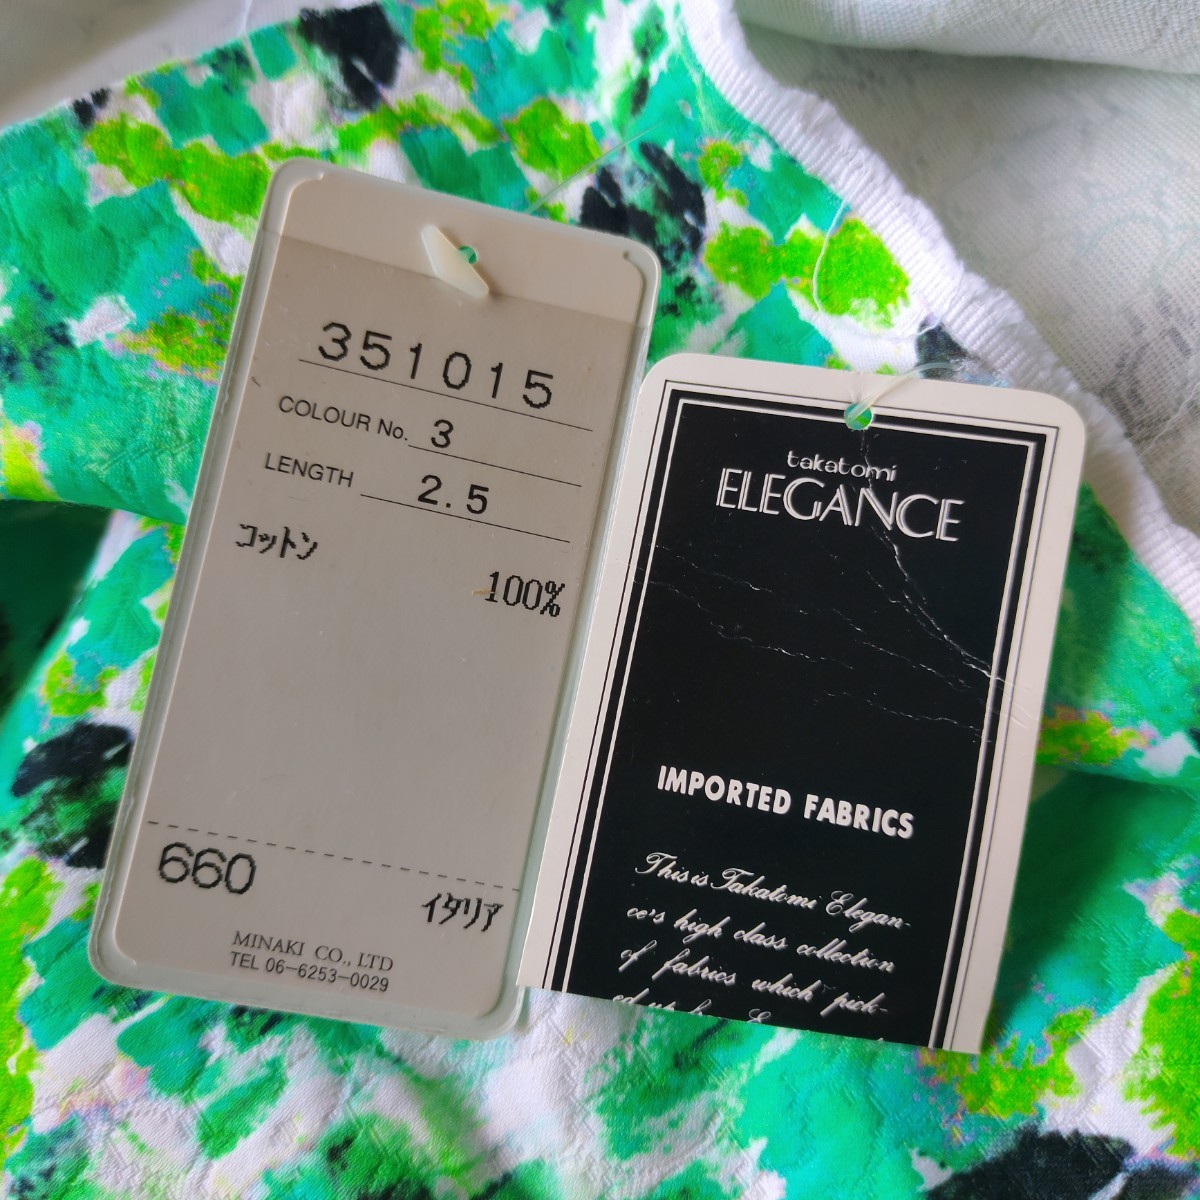 351015
COLOUR No. 3
LENGTH 2.5
コットン
100%
660
イタリア
MINAKI CO., LTD
TEL 06-6253-0029
takatomi
ELEGANCE
IMPORTED FABRICS
This is Takatomi Elegan-
ce's high class collection
of fabrics which pick-